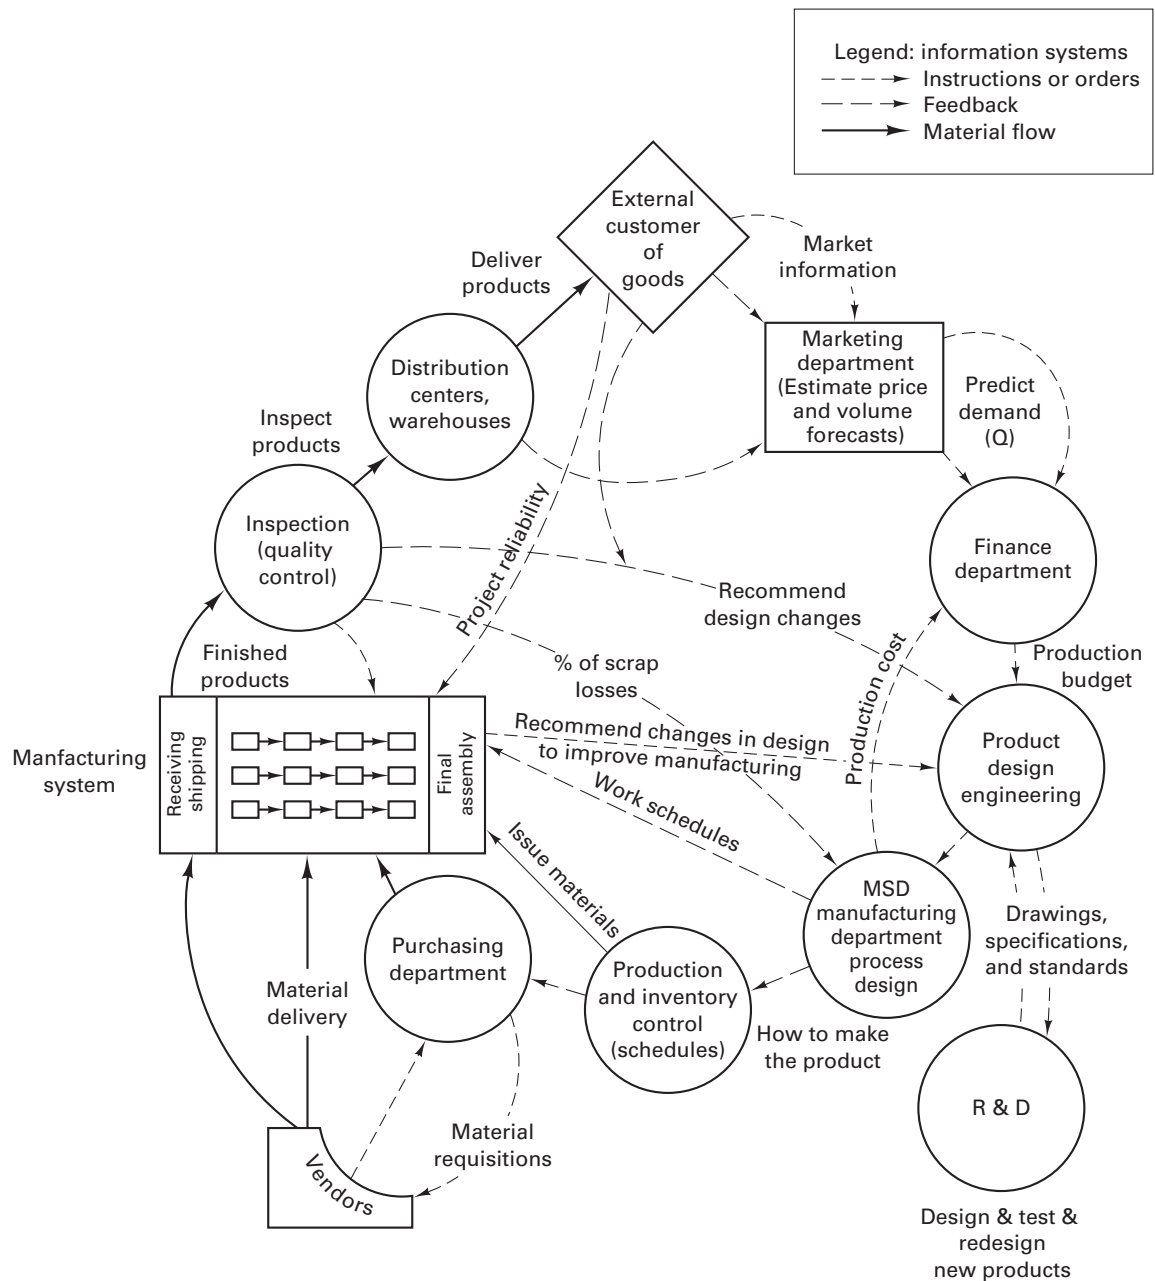 Legend: information systems
Instructions or orders
Feedback
Material flow
External
customer
of
goods
Market
information
Deliver
products
Marketing
department
(Estimate price
and volume
forecasts)
Predict
demand
(Q)
Distribution
centers,
warehouses
Inspect
products
Inspection
(quality
control)
Project reliability
Finance
department
Recommend
design changes
Production
budget
Production cost
Finished
products
% of scrap
losses
Manfacturing
system
Receiving
shipping
Final
assembly
Recommend changes in design
to improve manufacturing
Work schedules
Product
design
engineering
Issue materials
MSD
manufacturing
department
process
design
Drawings,
specifications,
and standards
Purchasing
department
Production
and inventory
control
(schedules)
Material
delivery
How to make
the product
R & D
Material
requisitions
Vendors
Design & test &
redesign
new products